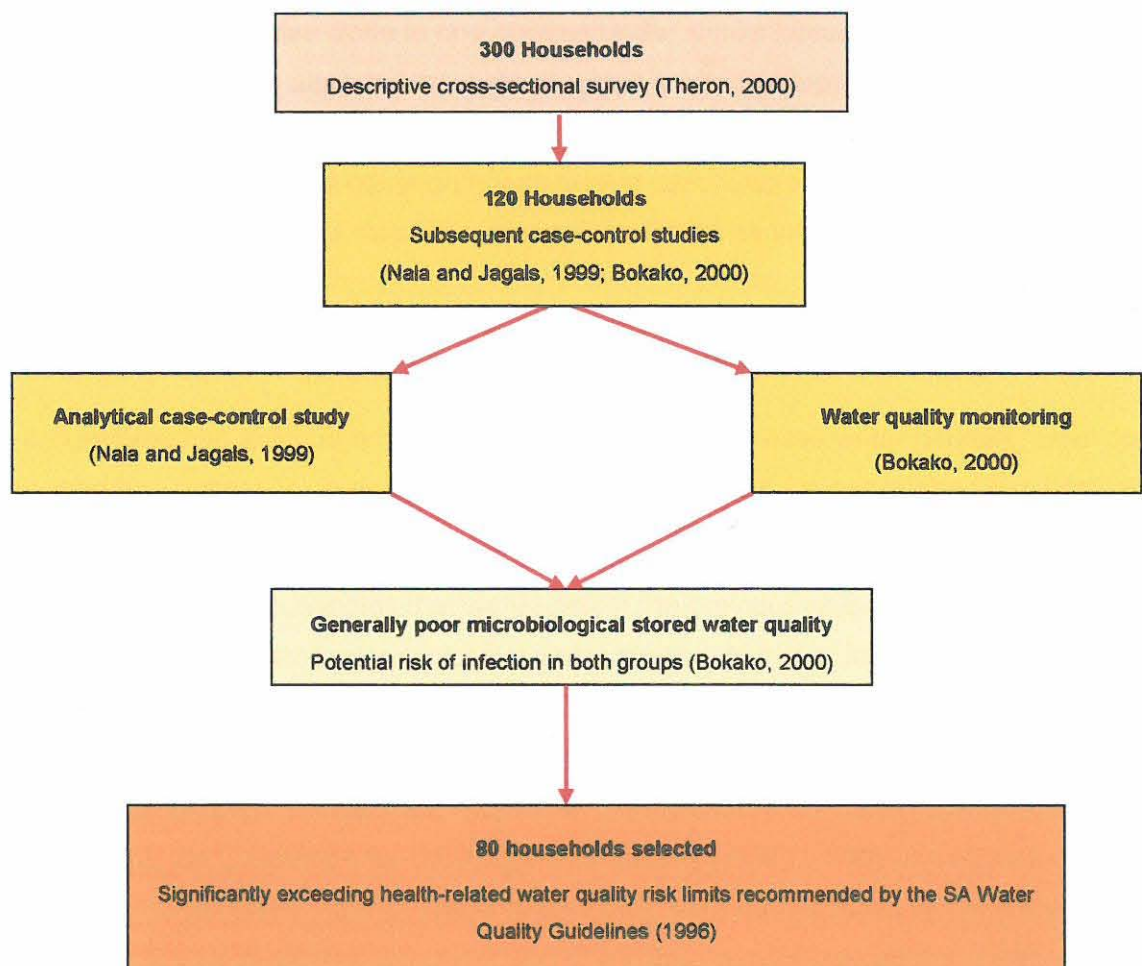 300 Households
Descriptive cross-sectional survey (Theron, 2000)
120 Households
Subsequent case-control studies
(Nala and Jagals, 1999; Bokako, 2000)
Analytical case-control study
(Nala and Jagals, 1999)
Water quality monitoring
(Bokako, 2000)
Generally poor microbiological stored water quality
Potential risk of infection in both groups (Bokako, 2000)
80 households selected
Significantly exceeding health-related water quality risk limits recommended by the SA Water
Quality Guidelines (1996)